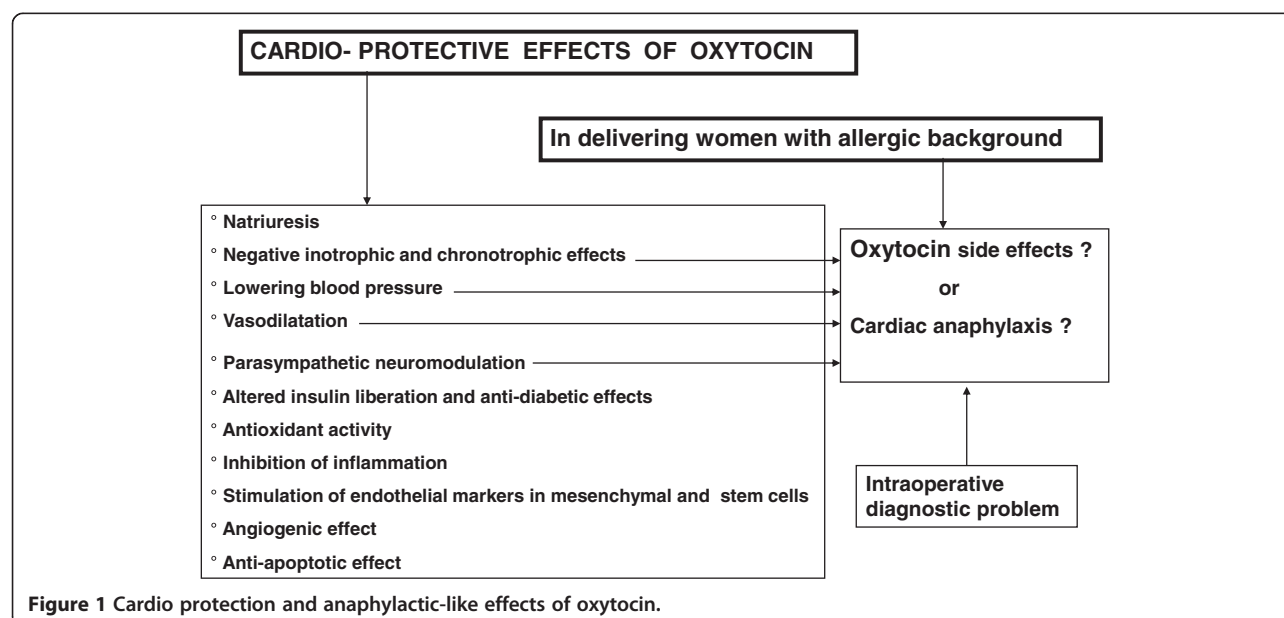 CARDIO- PROTECTIVE EFFECTS OF OXYTOCIN
In delivering women with allergic background
° Natriuresis
° Negative inotrophic and chronotrophic effects
° Lowering blood pressure
° Vasodilatation
° Parasympathetic neuromodulation
° Altered insulin liberation and anti-diabetic effects
° Antioxidant activity
° Inhibition of inflammation
° Stimulation of endothelial markers in mesenchymal and stem cells
° Angiogenic effect
° Anti-apoptotic effect
Oxytocin side effects ?
or
Cardiac anaphylaxis ?
Intraoperative
diagnostic problem
Figure 1 Cardio protection and anaphylactic-like effects of oxytocin.